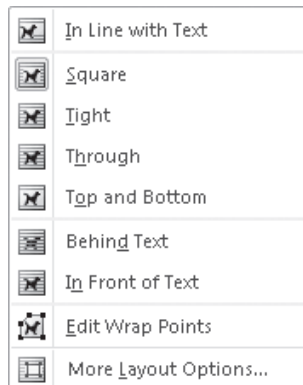 In Line with Text
Square
Tight
Through
Top and Bottom
Behind Text
In Front of Text
Edit Wrap Points
More Layout Options...